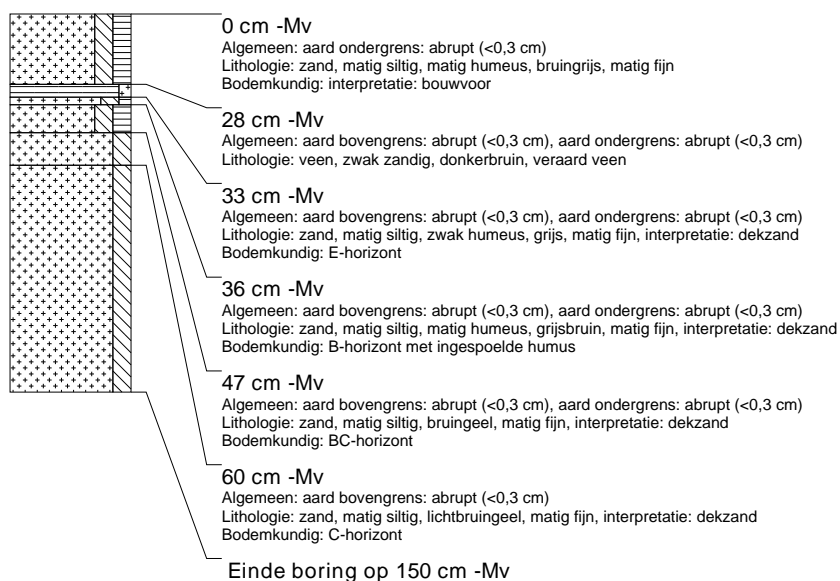 0 cm -Mv
Algemeen: aard ondergrens: abrupt (<0,3 cm)
Lithologie: zand, matig siltig, matig humeus, bruingrijs, matig fijn
Bodemkundig: interpretatie: bouwvoor
28 cm -Mv
Algemeen: aard bovengrens: abrupt (<0,3 cm), aard ondergrens: abrupt (<0,3 cm)
Lithologie: veen, zwak zandig, donkerbruin, veraard veen
33 cm -Mv
Algemeen: aard bovengrens: abrupt (<0,3 cm), aard ondergrens: abrupt (<0,3 cm)
Lithologie: zand, matig siltig, zwak humeus, grijs, matig fijn, interpretatie: dekzand
Bodemkundig: E-horizont
36 cm -Mv
Algemeen: aard bovengrens: abrupt (<0,3 cm), aard ondergrens: abrupt (<0,3 cm)
Lithologie: zand, matig siltig, matig humeus, grijsbruin, matig fijn, interpretatie: dekzand
Bodemkundig: B-horizont met ingespoelde humus
47 cm -Mv
Algemeen: aard bovengrens: abrupt (<0,3 cm), aard ondergrens: abrupt (<0,3 cm)
Lithologie: zand, matig siltig, bruingeel, matig fijn, interpretatie: dekzand
Bodemkundig: BC-horizont
60 cm -Mv
Algemeen: aard bovengrens: abrupt (<0,3 cm)
Lithologie: zand, matig siltig, lichtbruingeel, matig fijn, interpretatie: dekzand
Bodemkundig: C-horizont
Einde boring op 150 cm -Mv